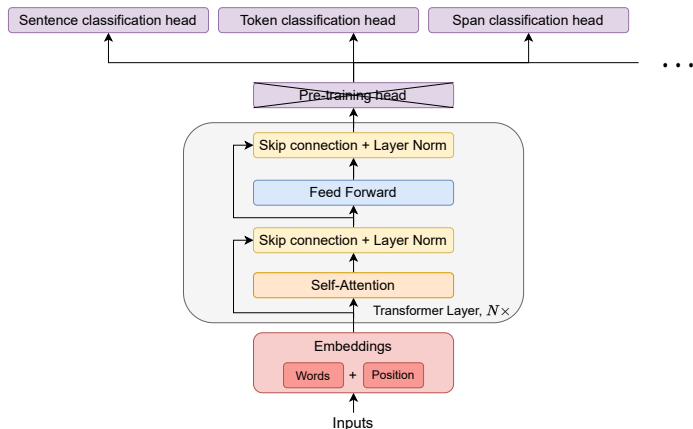 Sentence classification head
Token classification head
Span classification head
...
Pre-training head
Skip connection + Layer Norm
Feed Forward
Skip connection + Layer Norm
Self-Attention
Transformer Layer, N×
Embeddings
Words + Position
Inputs